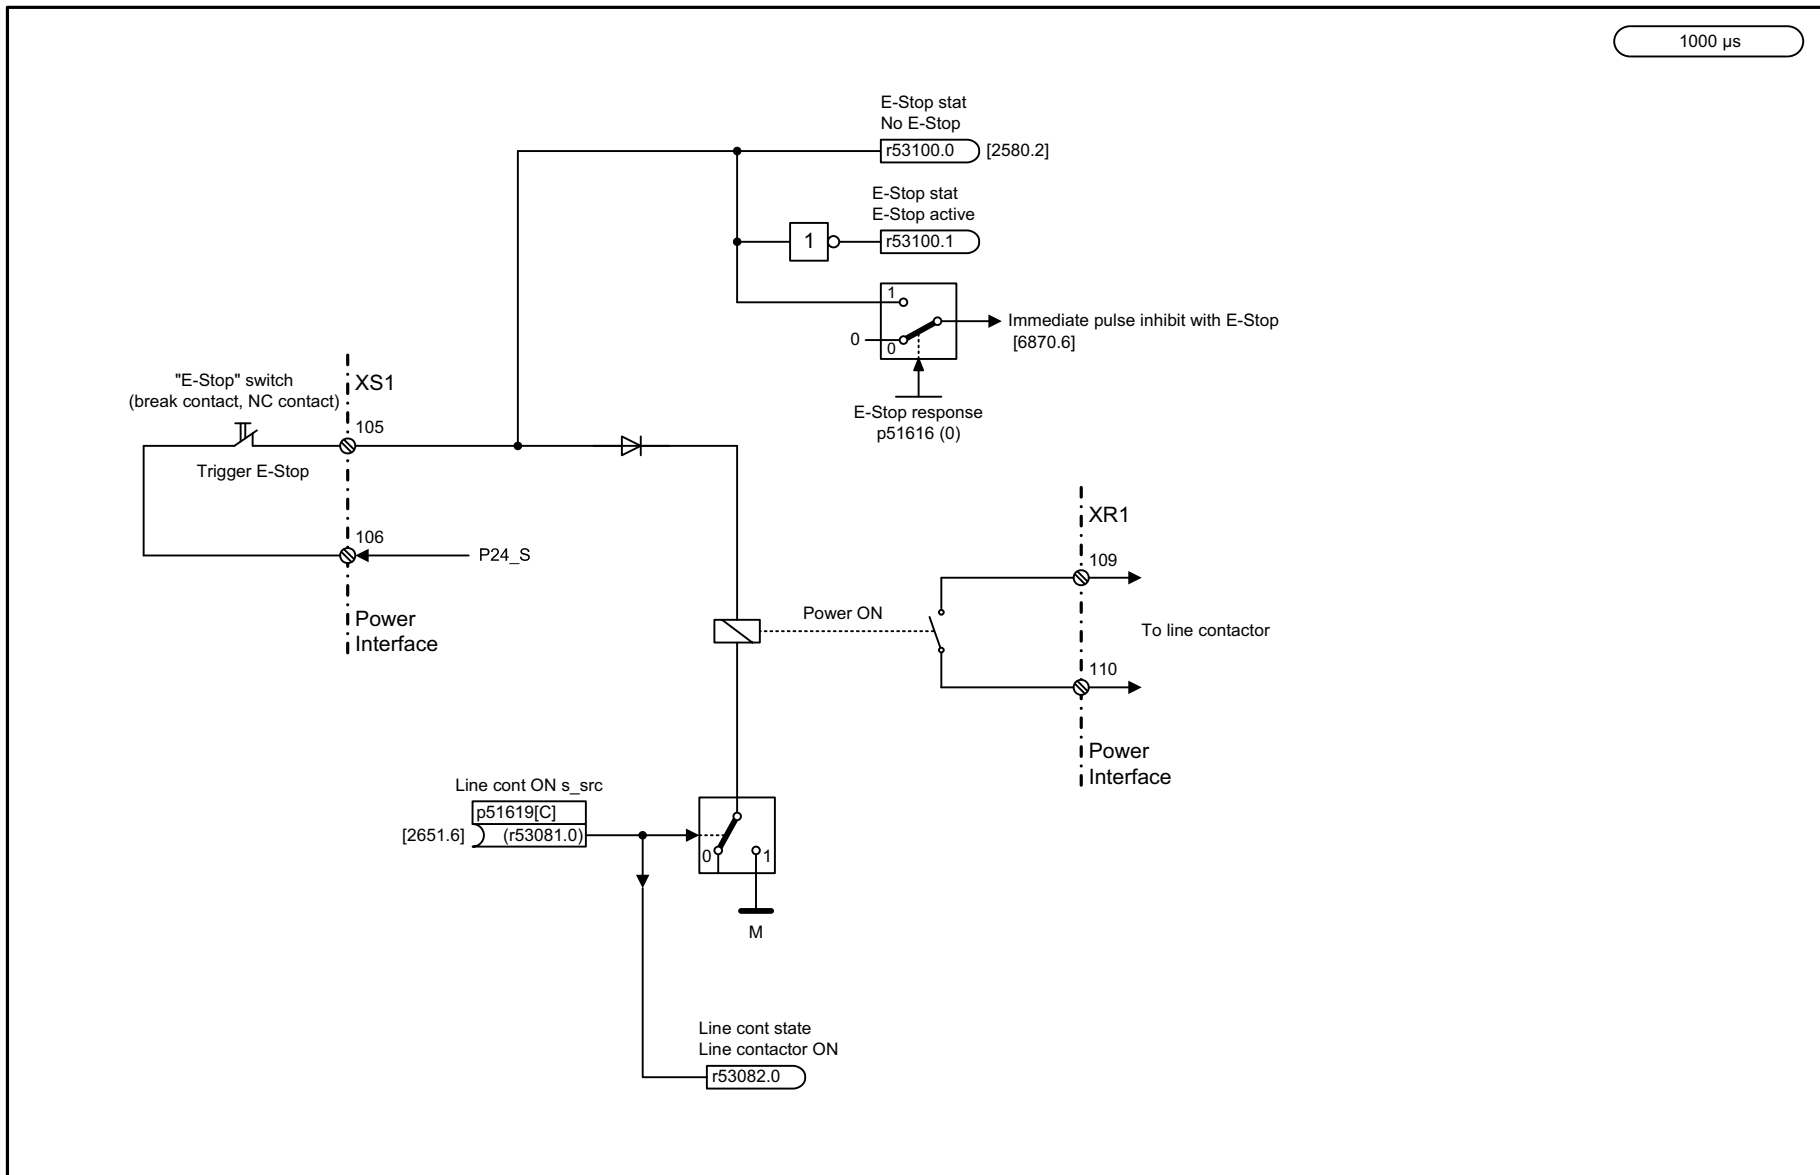 1000 µs
E-Stop stat
No E-Stop
r53100.0
[2580.2]
E-Stop stat
E-Stop active
1
r53100.1
1
0
0
Immediate pulse inhibit with E-Stop
[6870.6]
E-Stop response
p51616 (0)
"E-Stop" switch
(break contact, NC contact)
XS1
105
Trigger E-Stop
106
P24_S
Power
Interface
Power ON
XR1
109
To line contactor
110
Power
Interface
Line cont ON s_src
p51619[C]
[2651.6]
(r53081.0)
0
1
M
Line cont state
Line contactor ON
r53082.0